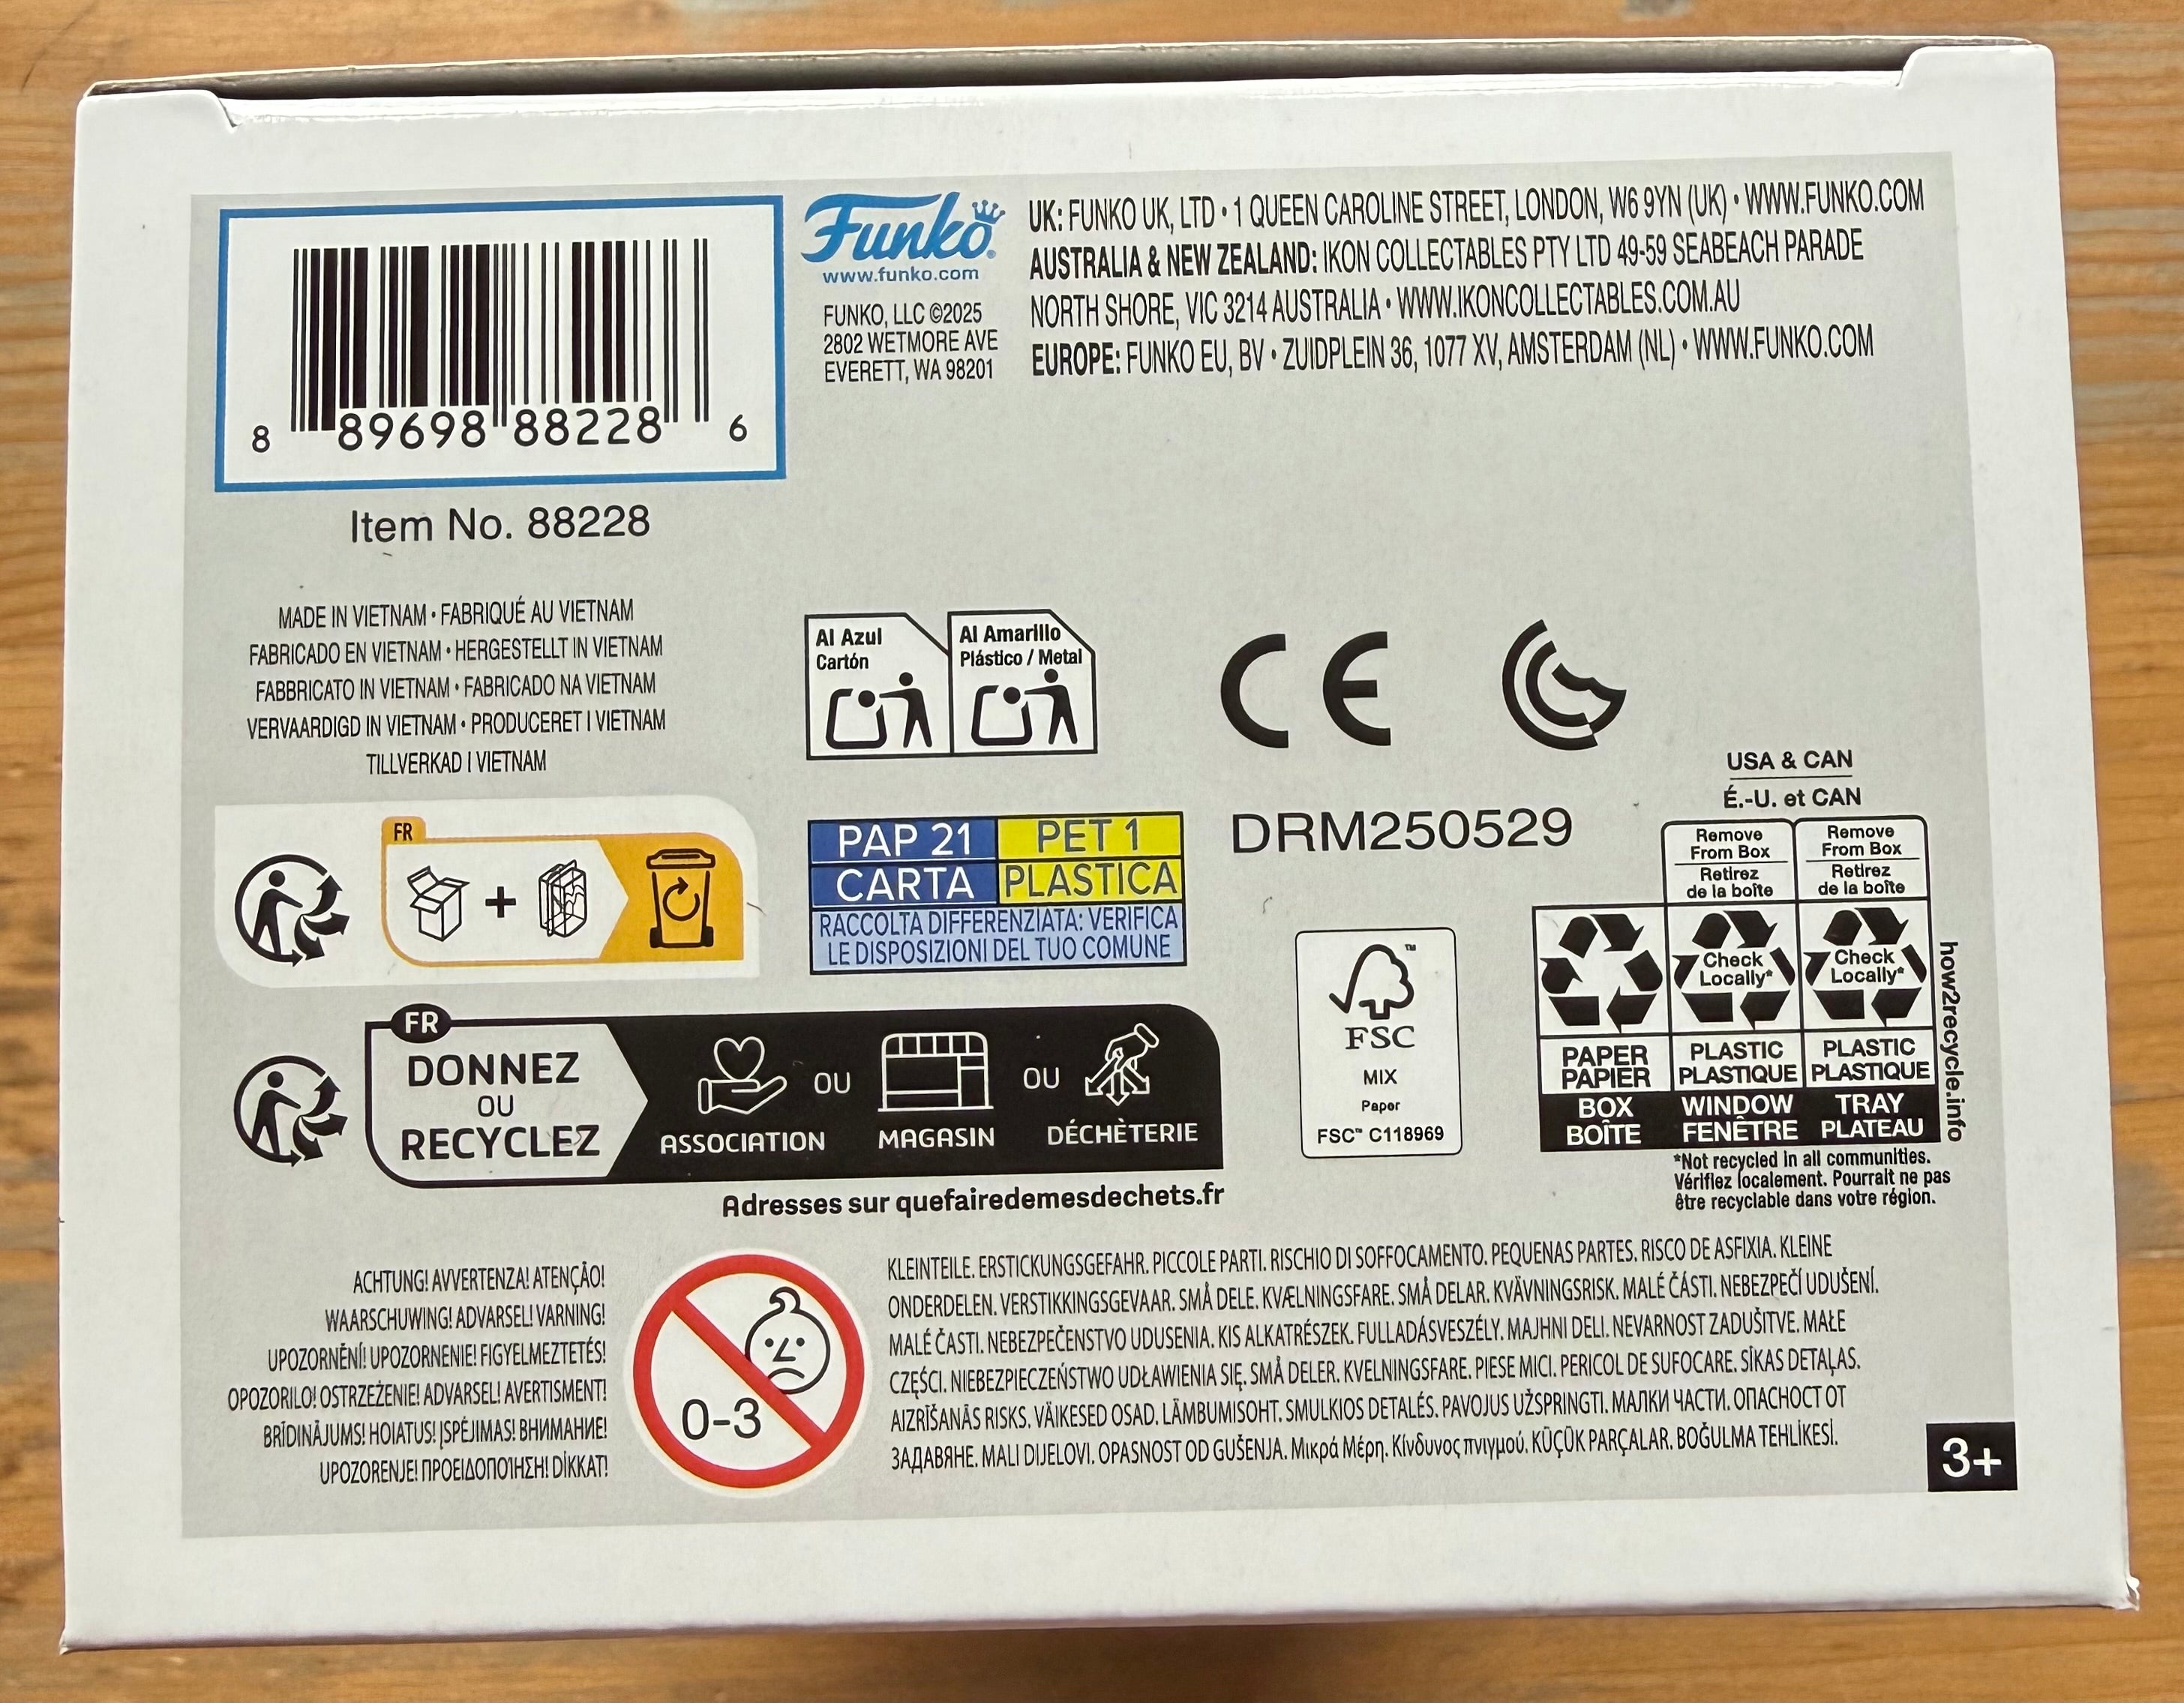 8 89698 88228 6
Item No. 88228
Funko
www.funko.com
FUNKO, LLC ©2025
2802 WETMORE AVE
EVERETT, WA 98201
UK: FUNKO UK, LTD • 1 QUEEN CAROLINE STREET, LONDON, W6 9YN (UK) • WWW.FUNKO.COM
AUSTRALIA & NEW ZEALAND: IKON COLLECTABLES PTY LTD 49-59 SEABEACH PARADE
NORTH SHORE, VIC 3214 AUSTRALIA • WWW.IKONCOLLECTABLES.COM.AU
EUROPE: FUNKO EU, BV • ZUIDPLEIN 36, 1077 XV, AMSTERDAM (NL) • WWW.FUNKO.COM
MADE IN VIETNAM • FABRIQUÉ AU VIETNAM
FABRICADO EN VIETNAM • HERGESTELLT IN VIETNAM
FABBRICATO IN VIETNAM • FABRICADO NA VIETNAM
VERVAARDIGD IN VIETNAM • PRODUCERET I VIETNAM
TILLVERKAD I VIETNAM
Al Azul
Cartón
Al Amarillo
Plástico / Metal
CE
FR
PAP 21
PET 1
CARTA
PLASTICA
RACCOLTA DIFFERENZIATA: VERIFICA
LE DISPOSIZIONI DEL TUO COMUNE
DRM250529
USA & CAN
É.-U. et CAN
Remove
From Box
Retirez
de la boîte
Remove
From Box
Retirez
de la boîte
Check
Locally*
Check
Locally*
PAPER
PAPIER
PLASTIC
PLASTIQUE
PLASTIC
PLASTIQUE
BOX
BOÎTE
WINDOW
FENÊTRE
TRAY
PLATEAU
how2recycle.info
*Not recycled in all communities.
Vérifiez localement. Pourrait ne pas
être recyclable dans votre région.
FR
DONNEZ
OU
RECYCLEZ
ASSOCIATION
OU
MAGASIN
OU
DÉCHÈTERIE
Adresses sur quefairedemesdechets.fr
™
FSC
MIX
Paper
FSC™ C118969
ACHTUNG! AVVERTENZA! ATENÇÃO!
WAARSCHUWING! ADVARSEL! VARNING!
UPOZORNĚNÍ! UPOZORNENIE! FIGYELMEZTETÉS!
OPOZORILO! OSTRZEŻENIE! ADVARSEL! AVERTISMENT!
BRĪDINĀJUMS! HOIATUS! ĮSPĖJIMAS! ВНИМАНИЕ!
UPOZORENJE! ΠΡΟΕΙΔΟΠΟΊΗΣΗ! DİKKAT!
0-3
KLEINTEILE. ERSTICKUNGSGEFAHR. PICCOLE PARTI. RISCHIO DI SOFFOCAMENTO. PEQUENAS PARTES. RISCO DE ASFIXIA. KLEINE
ONDERDELEN. VERSTIKKINGSGEVAAR. SMÅ DELE. KVÆLNINGSFARE. SMÅ DELAR. KVÄVNINGSRISK. MALÉ ČÁSTI. NEBEZPEČÍ UDUŠENÍ.
MALÉ ČASTI. NEBEZPEČENSTVO UDUSENIA. KIS ALKATRÉSZEK. FULLADÁSVESZÉLY. MAJHNI DELI. NEVARNOST ZADUŠITVE. MAŁE
CZĘŚCI. NIEBEZPIECZEŃSTWO UDŁAWIENIA SIĘ. SMÅ DELER. KVELNINGSFARE. PIESE MICI. PERICOL DE SUFOCARE. SĪKAS DETAĻAS.
AIZRĪŠANĀS RISKS. VÄIKESED OSAD. LÄMBUMISOHT. SMULKIOS DETALĖS. PAVOJUS UŽSPRINGTI. МАЛКИ ЧАСТИ. ОПАСНОСТ ОТ
ЗАДАВЯНЕ. MALI DIJELOVI. OPASNOST OD GUŠENJA. Μικρά Μέρη. Κίνδυνος πνιγμού. KÜÇÜK PARÇALAR. BOĞULMA TEHLİKESİ.
3+